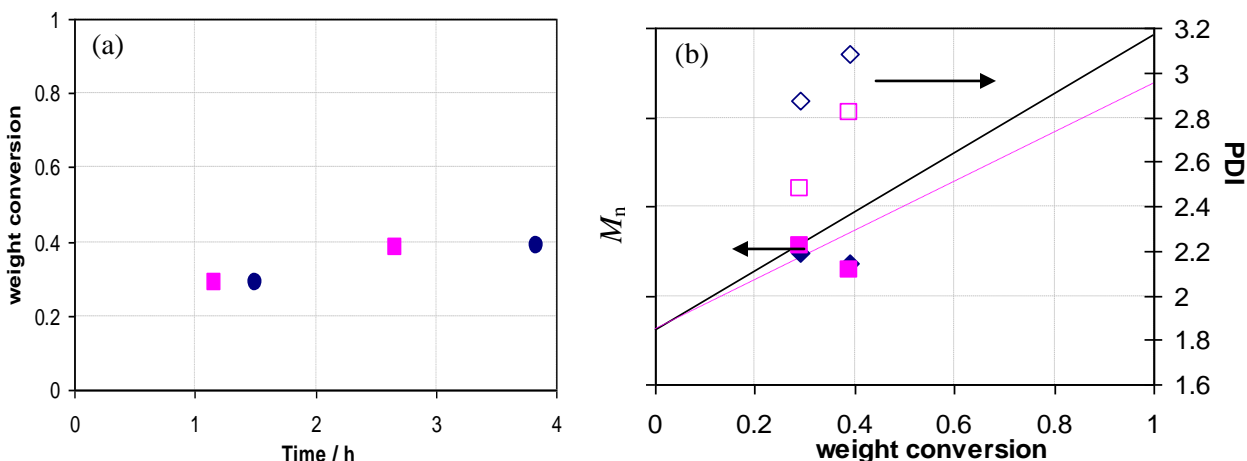 (a)
weight conversion
1
0.8
0.6
0.4
0.2
0
0 1 2 3 4
Time / h
(b)
Mn
3.2
3
2.8
2.6
2.4
2.2
2
1.8
1.6
PDI
0 0.2 0.4 0.6 0.8 1
weight conversion